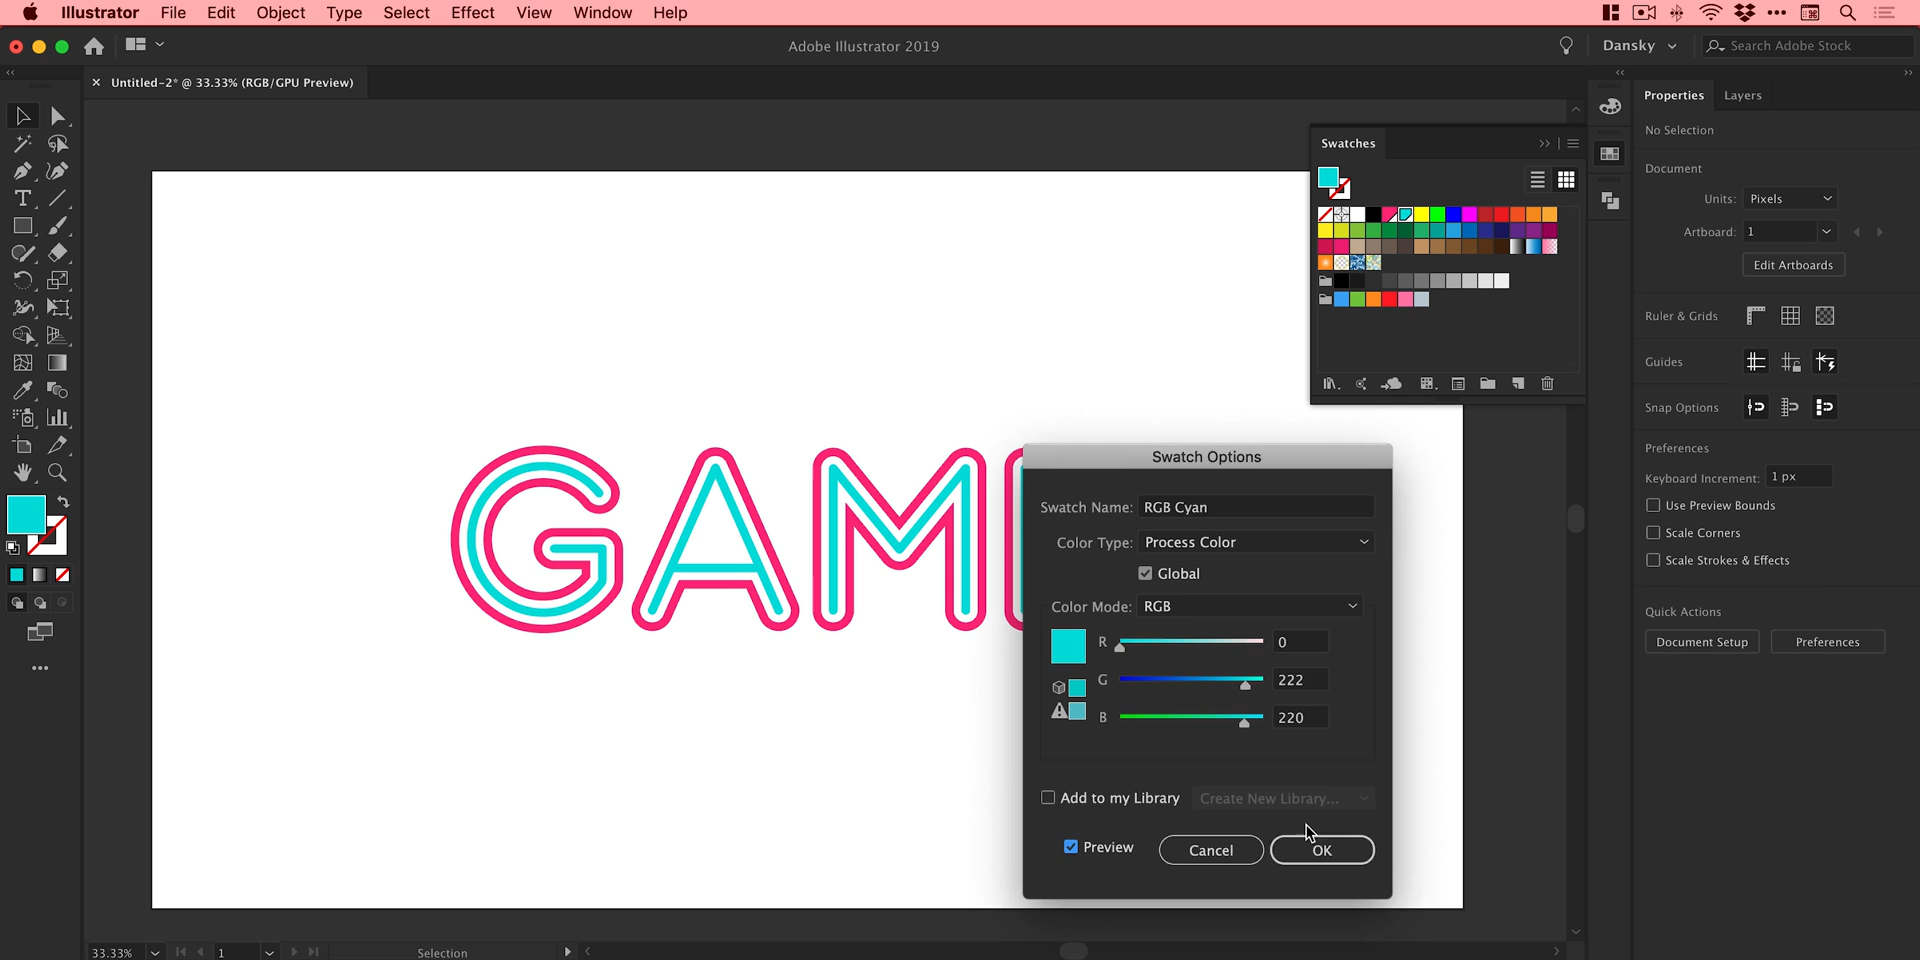 Illustrator File Edit Object Type Select Effect View Window Help
Adobe Illustrator 2019
Dansky
Search Adobe Stock
Untitled-2* @ 33.33% (RGB/GPU Preview)
Swatches
Properties Layers
No Selection
Document
Units: Pixels
Artboard: 1
Edit Artboards
Ruler & Grids
Guides
Snap Options
Preferences
Keyboard Increment: 1 px
Use Preview Bounds
Scale Corners
Scale Strokes & Effects
Quick Actions
Document Setup Preferences
GAM
Swatch Options
Swatch Name: RGB Cyan
Color Type: Process Color
Global
Color Mode: RGB
R 0
G 222
B 220
Add to my Library Create New Library...
Preview Cancel OK
33.33% 1 Selection